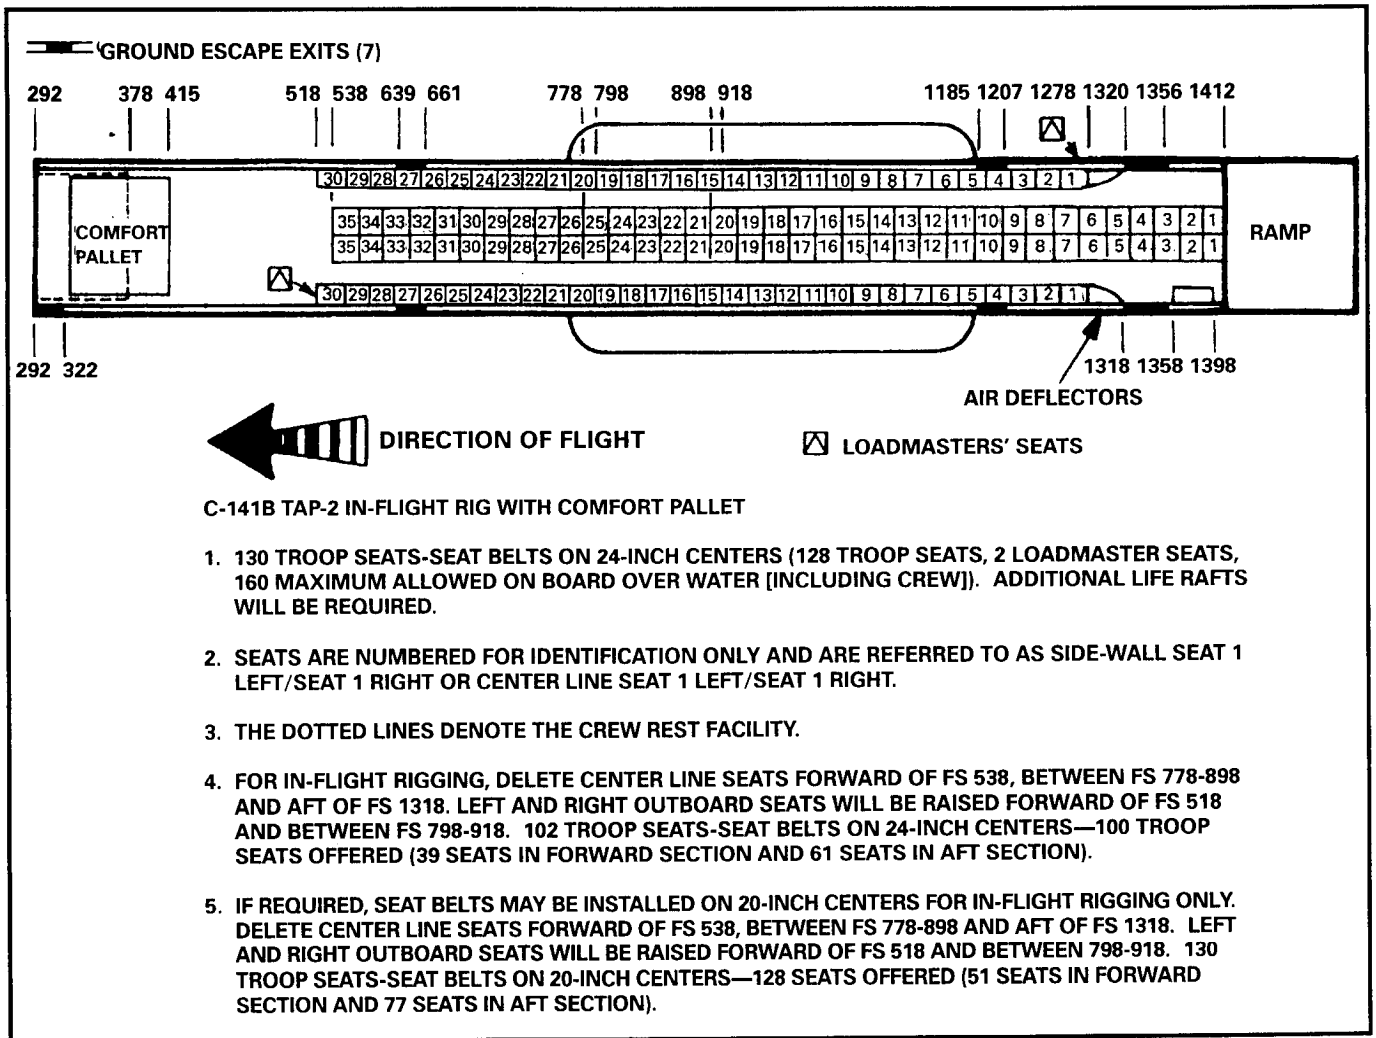 GROUND ESCAPE EXITS (7)
292 378 415 518 538 639 661 778 798 898 918 1185 1207 1278 1320 1356 1412
30 29 28 27 26 25 24 23 22 21 20 19 18 17 16 15 14 13 12 11 10 9 8 7 6 5 4 3 2 1
35 34 33 32 31 30 29 28 27 26 25 24 23 22 21 20 19 18 17 16 15 14 13 12 11 10 9 8 7 6 5 4 3 2 1
COMFORT
PALLET
RAMP
35 34 33 32 31 30 29 28 27 26 25 24 23 22 21 20 19 18 17 16 15 14 13 12 11 10 9 8 7 6 5 4 3 2 1
30 29 28 27 26 25 24 23 22 21 20 19 18 17 16 15 14 13 12 11 10 9 8 7 6 5 4 3 2 1
292 322 1318 1358 1398
AIR DEFLECTORS
DIRECTION OF FLIGHT
LOADMASTERS' SEATS
C-141B TAP-2 IN-FLIGHT RIG WITH COMFORT PALLET
1. 130 TROOP SEATS-SEAT BELTS ON 24-INCH CENTERS (128 TROOP SEATS, 2 LOADMASTER SEATS,
160 MAXIMUM ALLOWED ON BOARD OVER WATER [INCLUDING CREW]). ADDITIONAL LIFE RAFTS
WILL BE REQUIRED.
2. SEATS ARE NUMBERED FOR IDENTIFICATION ONLY AND ARE REFERRED TO AS SIDE-WALL SEAT 1
LEFT/SEAT 1 RIGHT OR CENTER LINE SEAT 1 LEFT/SEAT 1 RIGHT.
3. THE DOTTED LINES DENOTE THE CREW REST FACILITY.
4. FOR IN-FLIGHT RIGGING, DELETE CENTER LINE SEATS FORWARD OF FS 538, BETWEEN FS 778-898
AND AFT OF FS 1318. LEFT AND RIGHT OUTBOARD SEATS WILL BE RAISED FORWARD OF FS 518
AND BETWEEN FS 798-918. 102 TROOP SEATS-SEAT BELTS ON 24-INCH CENTERS—100 TROOP
SEATS OFFERED (39 SEATS IN FORWARD SECTION AND 61 SEATS IN AFT SECTION).
5. IF REQUIRED, SEAT BELTS MAY BE INSTALLED ON 20-INCH CENTERS FOR IN-FLIGHT RIGGING ONLY.
DELETE CENTER LINE SEATS FORWARD OF FS 538, BETWEEN FS 778-898 AND AFT OF FS 1318. LEFT
AND RIGHT OUTBOARD SEATS WILL BE RAISED FORWARD OF FS 518 AND BETWEEN 798-918. 130
TROOP SEATS-SEAT BELTS ON 20-INCH CENTERS—128 SEATS OFFERED (51 SEATS IN FORWARD
SECTION AND 77 SEATS IN AFT SECTION).